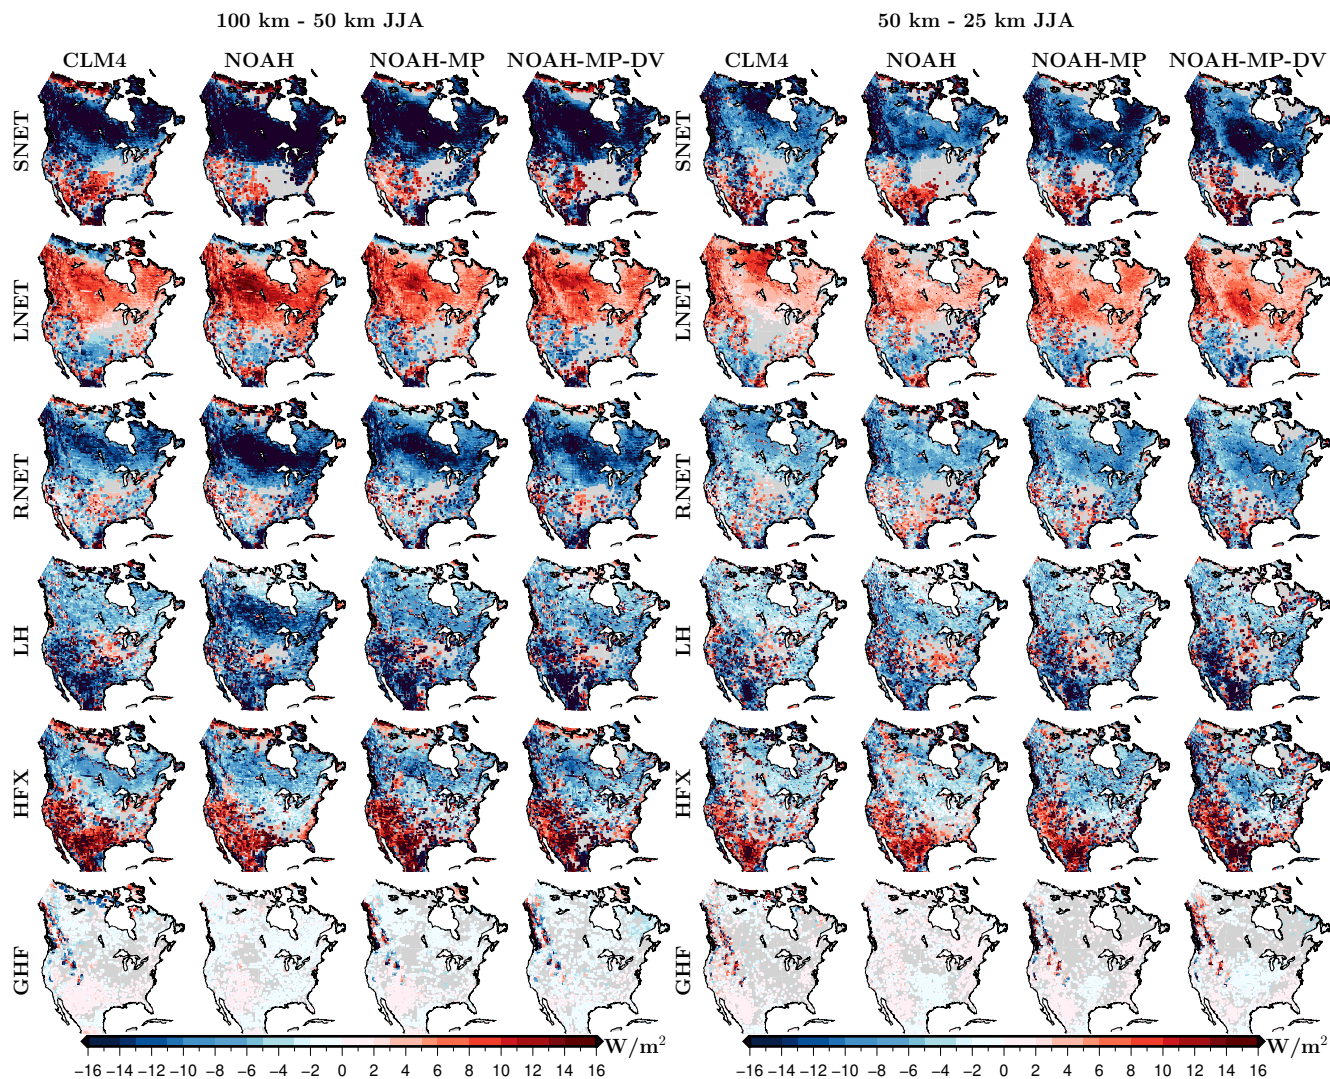 100 km - 50 km JJA 50 km - 25 km JJA
CLM4 NOAH NOAH-MP NOAH-MP-DV CLM4 NOAH NOAH-MP NOAH-MP-DV
SNET SNET
LNET LNET
RNET RNET
LH LH
HFX HFX
GHF GHF
W/m² W/m²
−16 −14 −12 −10 −8 −6 −4 −2 0 2 4 6 8 10 12 14 16 −16 −14 −12 −10 −8 −6 −4 −2 0 2 4 6 8 10 12 14 16